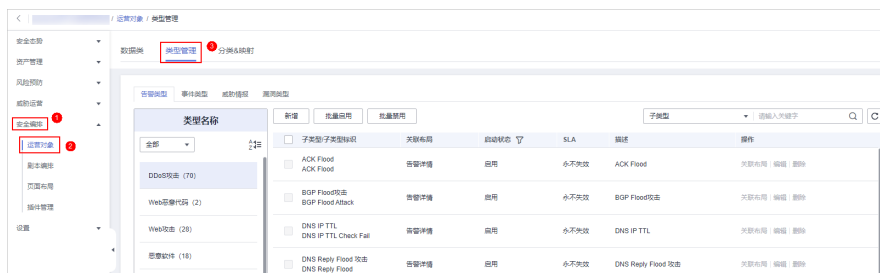 / 运营对象 / 类型管理
安全态势
资产管理
风险预防
威胁运营
安全编排
1
运营对象
2
剧本编排
页面布局
插件管理
设置
数据类
类型管理
3
分类&映射
告警类型
事件类型
威胁情报
漏洞类型
类型名称
全部
DDoS攻击 (70)
Web恶意代码 (2)
Web攻击 (28)
恶意软件 (18)
新增
批量启用
批量禁用
子类型
请输入关键字
子类型/子类型标识 关联布局 启动状态 SLA 描述 操作
ACK Flood
ACK Flood
告警详情 启用 永不失效 ACK Flood 关联布局 编辑 删除
BGP Flood攻击
BGP Flood Attack
告警详情 启用 永不失效 BGP Flood攻击 关联布局 编辑 删除
DNS IP TTL
DNS IP TTL Check Fail
告警详情 启用 永不失效 DNS IP TTL 关联布局 编辑 删除
DNS Reply Flood 攻击
DNS Reply Flood
告警详情 启用 永不失效 DNS Reply Flood 攻击 关联布局 编辑 删除